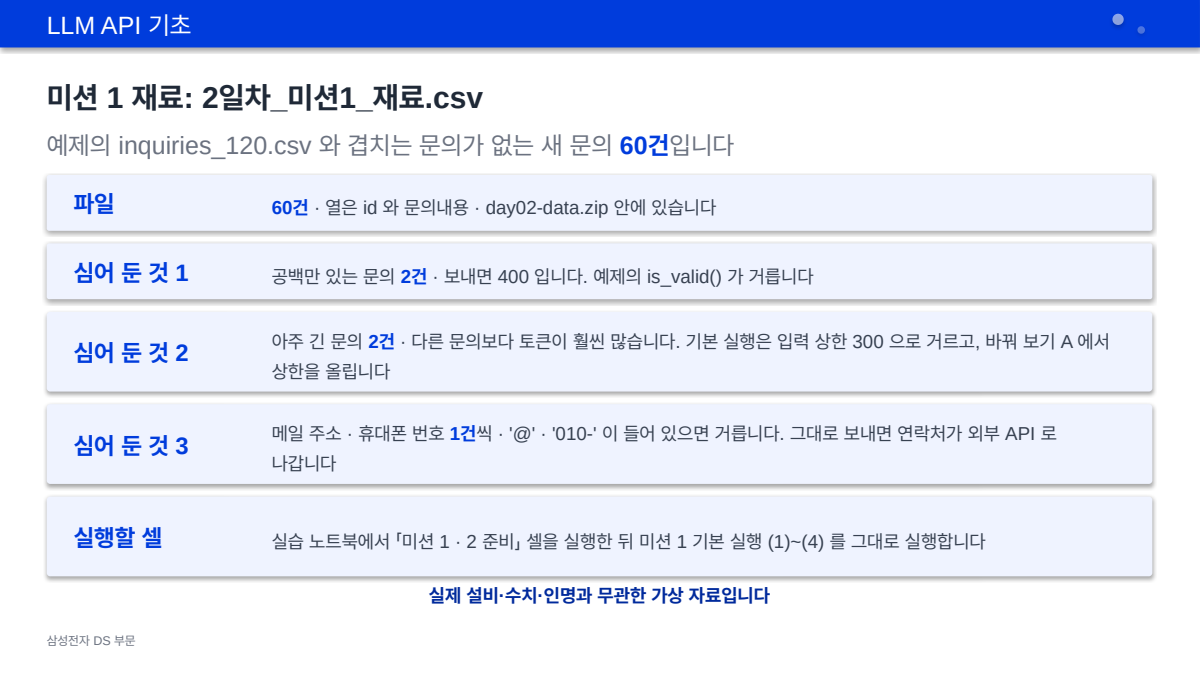 LLM API 기초
미션 1 재료: 2일차_미션1_재료.csv
예제의 inquiries_120.csv 와 겹치는 문의가 없는 새 문의 60건입니다
파일
60건 · 열은 id 와 문의내용 · day02-data.zip 안에 있습니다
심어 둔 것 1
공백만 있는 문의 2건 · 보내면 400 입니다. 예제의 is_valid() 가 거릅니다
심어 둔 것 2
아주 긴 문의 2건 · 다른 문의보다 토큰이 훨씬 많습니다. 기본 실행은 입력 상한 300 으로 거르고, 바꿔 보기 A 에서
상한을 올립니다
심어 둔 것 3
메일 주소 · 휴대폰 번호 1건씩 · '@' · '010-' 이 들어 있으면 거릅니다. 그대로 보내면 연락처가 외부 API 로
나갑니다
실행할 셀
실습 노트북에서 「미션 1 · 2 준비」 셀을 실행한 뒤 미션 1 기본 실행 (1)~(4) 를 그대로 실행합니다
실제 설비·수치·인명과 무관한 가상 자료입니다
삼성전자 DS 부문